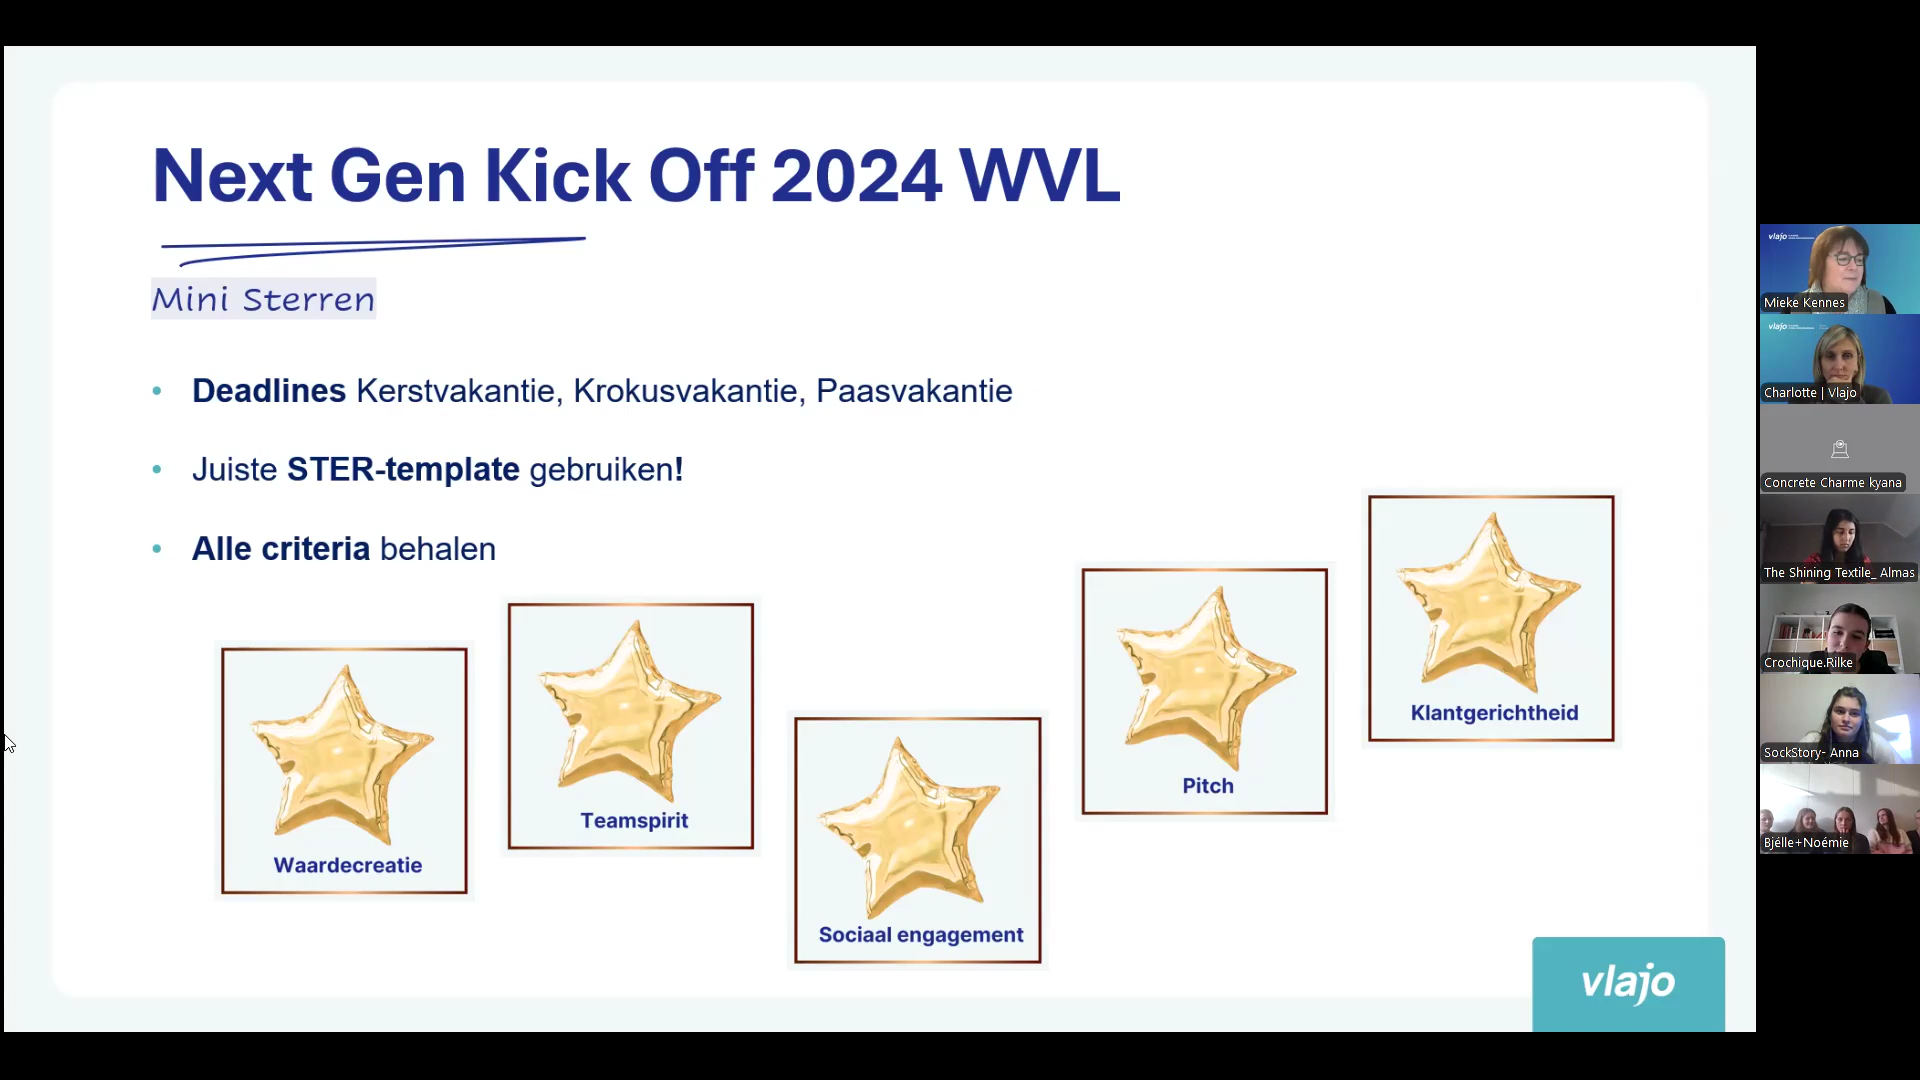 Next Gen Kick Off 2024 WVL
Mini Sterren
• Deadlines Kerstvakantie, Krokusvakantie, Paasvakantie
• Juiste STER-template gebruiken!
• Alle criteria behalen
Waardecreatie
Teamspirit
Sociaal engagement
Pitch
Klantgerichtheid
vlajo
vlajo
Mieke Kennes
vlajo
Charlotte | Vlajo
Concrete Charme kyana
The Shining Textile_ Almas
Crochique.Rilke
SockStory- Anna
Bjélle+Noémie